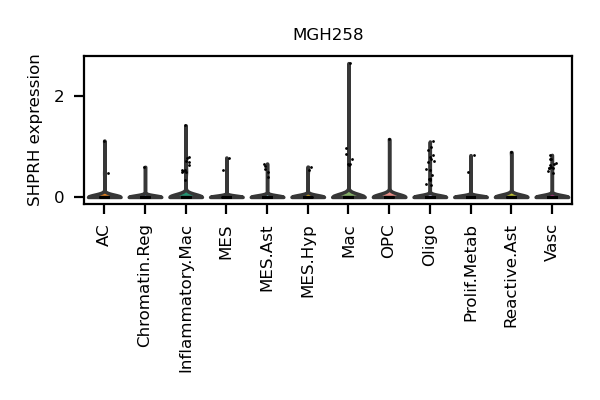 MGH258
SHPRH expression
2
0
AC
Chromatin.Reg
Inflammatory.Mac
MES
MES.Ast
MES.Hyp
Mac
OPC
Oligo
Prolif.Metab
Reactive.Ast
Vasc